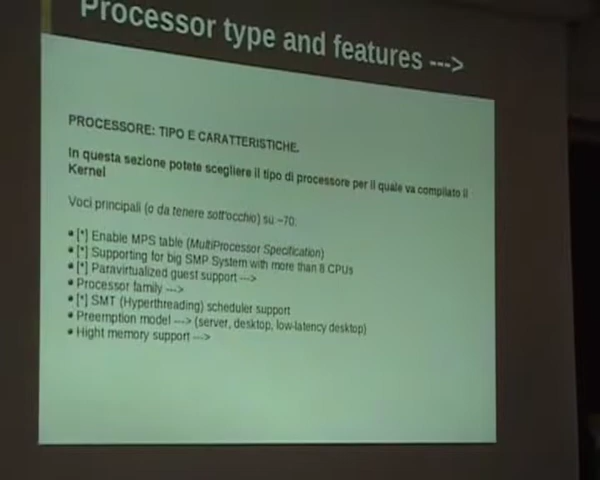 Processor type and features --->
PROCESSORE: TIPO E CARATTERISTICHE.
In questa sezione potete scegliere il tipo di processore per il quale va compilato il
Kernel
Voci principali (o da tenere sott'occhio) su ~70:
• [*] Enable MPS table (MultiProcessor Specification)
• [*] Supporting for big SMP System with more than 8 CPUs
• [*] Paravirtualized guest support --->
• Processor family --->
• [*] SMT (Hyperthreading) scheduler support
• Preemption model ---> (server, desktop, low-latency desktop)
• Hight memory support --->